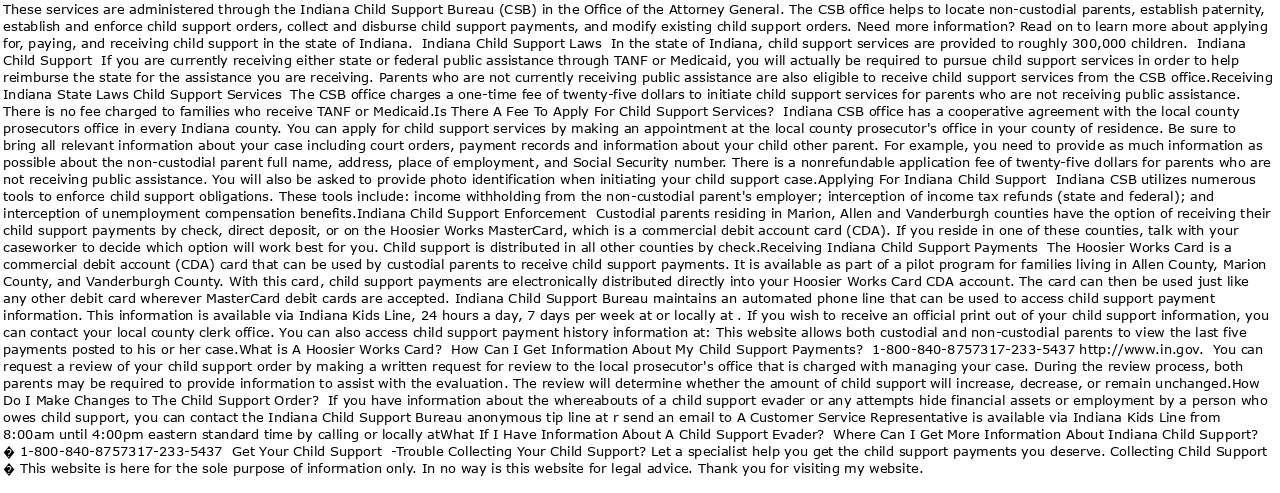 These services are administered through the Indiana Child Support Bureau (CSB) in the Office of the Attorney General. The CSB office helps to locate non-custodial parents, establish paternity,
establish and enforce child support orders, collect and disburse child support payments, and modify existing child support orders. Need more information? Read on to learn more about applying
for, paying, and receiving child support in the state of Indiana.  Indiana Child Support Laws  In the state of Indiana, child support services are provided to roughly 300,000 children.  Indiana
Child Support  If you are currently receiving either state or federal public assistance through TANF or Medicaid, you will actually be required to pursue child support services in order to help
reimburse the state for the assistance you are receiving. Parents who are not currently receiving public assistance are also eligible to receive child support services from the CSB office.Receiving
Indiana State Laws Child Support Services  The CSB office charges a one-time fee of twenty-five dollars to initiate child support services for parents who are not receiving public assistance.
There is no fee charged to families who receive TANF or Medicaid.Is There A Fee To Apply For Child Support Services?  Indiana CSB office has a cooperative agreement with the local county
prosecutors office in every Indiana county. You can apply for child support services by making an appointment at the local county prosecutor's office in your county of residence. Be sure to
bring all relevant information about your case including court orders, payment records and information about your child other parent. For example, you need to provide as much information as
possible about the non-custodial parent full name, address, place of employment, and Social Security number. There is a nonrefundable application fee of twenty-five dollars for parents who are
not receiving public assistance. You will also be asked to provide photo identification when initiating your child support case.Applying For Indiana Child Support  Indiana CSB utilizes numerous
tools to enforce child support obligations. These tools include: income withholding from the non-custodial parent's employer; interception of income tax refunds (state and federal); and
interception of unemployment compensation benefits.Indiana Child Support Enforcement  Custodial parents residing in Marion, Allen and Vanderburgh counties have the option of receiving their
child support payments by check, direct deposit, or on the Hoosier Works MasterCard, which is a commercial debit account card (CDA). If you reside in one of these counties, talk with your
caseworker to decide which option will work best for you. Child support is distributed in all other counties by check.Receiving Indiana Child Support Payments  The Hoosier Works Card is a
commercial debit account (CDA) card that can be used by custodial parents to receive child support payments. It is available as part of a pilot program for families living in Allen County, Marion
County, and Vanderburgh County. With this card, child support payments are electronically distributed directly into your Hoosier Works Card CDA account. The card can then be used just like
any other debit card wherever MasterCard debit cards are accepted.  Indiana Child Support Bureau maintains an automated phone line that can be used to access child support payment
information. This information is available via Indiana Kids Line, 24 hours a day, 7 days per week at or locally at . If you wish to receive an official print out of your child support information, you
can contact your local county clerk office. You can also access child support payment history information at: This website allows both custodial and non-custodial parents to view the last five
payments posted to his or her case.What is A Hoosier Works Card?  How Can I Get Information About My Child Support Payments?  1-800-840-8757317-233-5437 http://www.in.gov.  You can
request a review of your child support order by making a written request for review to the local prosecutor's office that is charged with managing your case. During the review process, both
parents may be required to provide information to assist with the evaluation. The review will determine whether the amount of child support will increase, decrease, or remain unchanged.How
Do I Make Changes to The Child Support Order?  If you have information about the whereabouts of a child support evader or any attempts hide financial assets or employment by a person who
owes child support, you can contact the Indiana Child Support Bureau anonymous tip line at r send an email to A Customer Service Representative is available via Indiana Kids Line from
8:00am until 4:00pm eastern standard time by calling or locally atWhat If I Have Information About A Child Support Evader?  Where Can I Get More Information About Indiana Child Support?
� 1-800-840-8757317-233-5437  Get Your Child Support  -Trouble Collecting Your Child Support? Let a specialist help you get the child support payments you deserve. Collecting Child Support
� This website is here for the sole purpose of information only. In no way is this website for legal advice. Thank you for visiting my website.